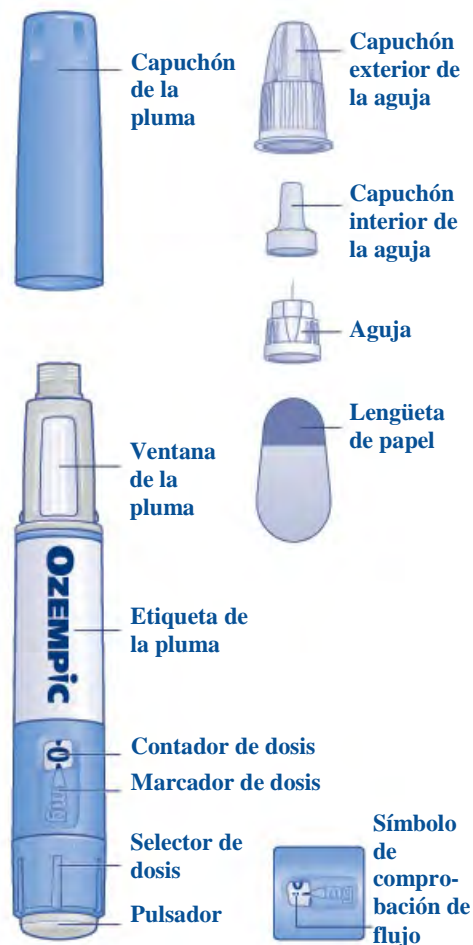 Capuchón
de la
pluma
Capuchón
exterior de
la aguja
Capuchón
interior de
la aguja
Aguja
Lengüeta
de papel
Ventana
de la
pluma
OZEMPIC
Etiqueta de
la pluma
0
mg
Contador de dosis
Marcador de dosis
Selector de
dosis
Pulsador
mg
Símbolo
de
compro-
bación de
flujo